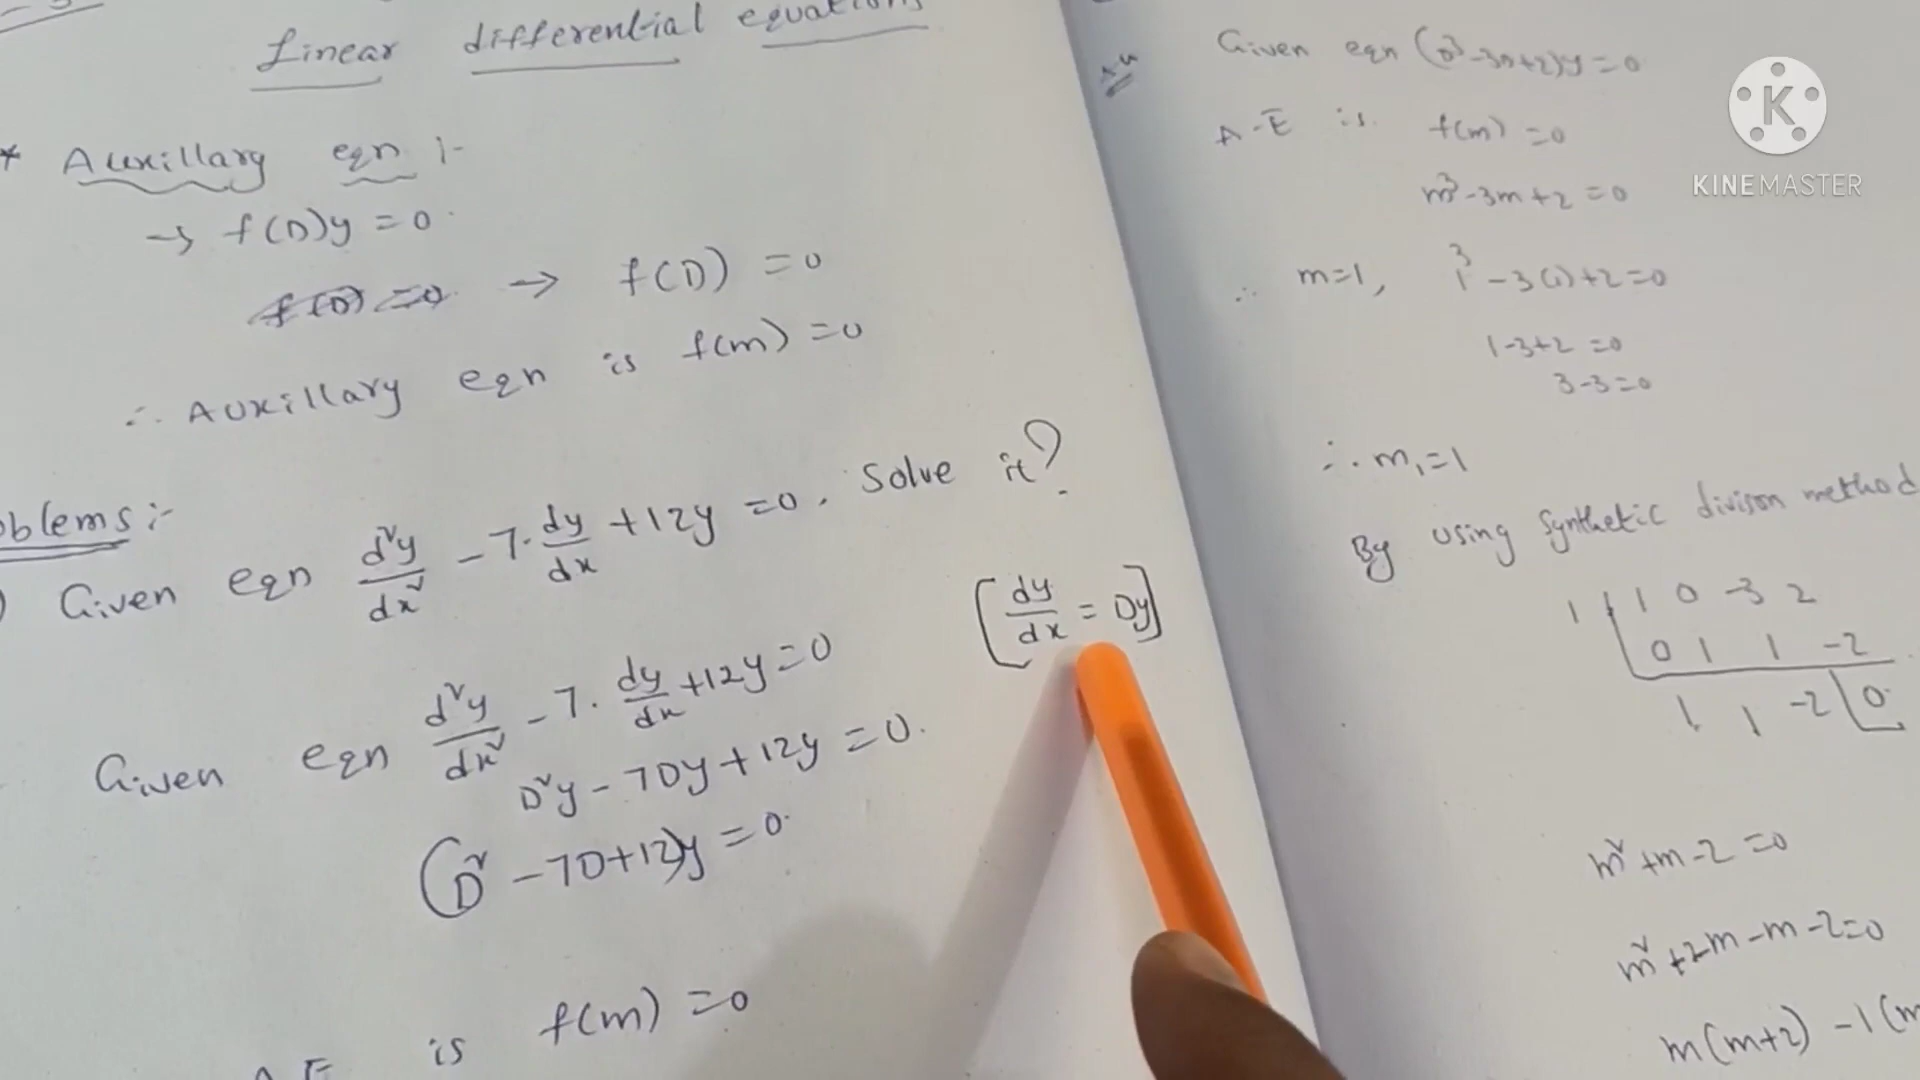 Linear differential equations
* Auxillary eqn :-
→ f(D)y = 0.
f(D) = 0 → f(D) = 0
∴ Auxillary eqn is f(m) = 0
oblems :-
) Given eqn d²y/dx² - 7. dy/dx + 12y = 0. Solve it?
[dy/dx = Dy]
Given eqn d²y/dx² - 7. dy/dx + 12y = 0
D²y - 7Dy + 12y = 0.
(D² - 7D + 12)y = 0.
A.E is f(m) = 0
Given eqn (D³ - 3D + 2)y = 0
A-E is f(m) = 0
m³ - 3m + 2 = 0
∴ m=1, 1³ - 3(1) + 2 = 0
1-3+2 = 0
3-3 = 0
∴ m₁ = 1
By using synthetic divison method
1 | 1 0 -3 2
0 1 1 -2
1 1 -2 0
m² + m - 2 = 0
m² + 2m - m - 2 = 0
m(m+2) - 1(m
K
KINEMASTER